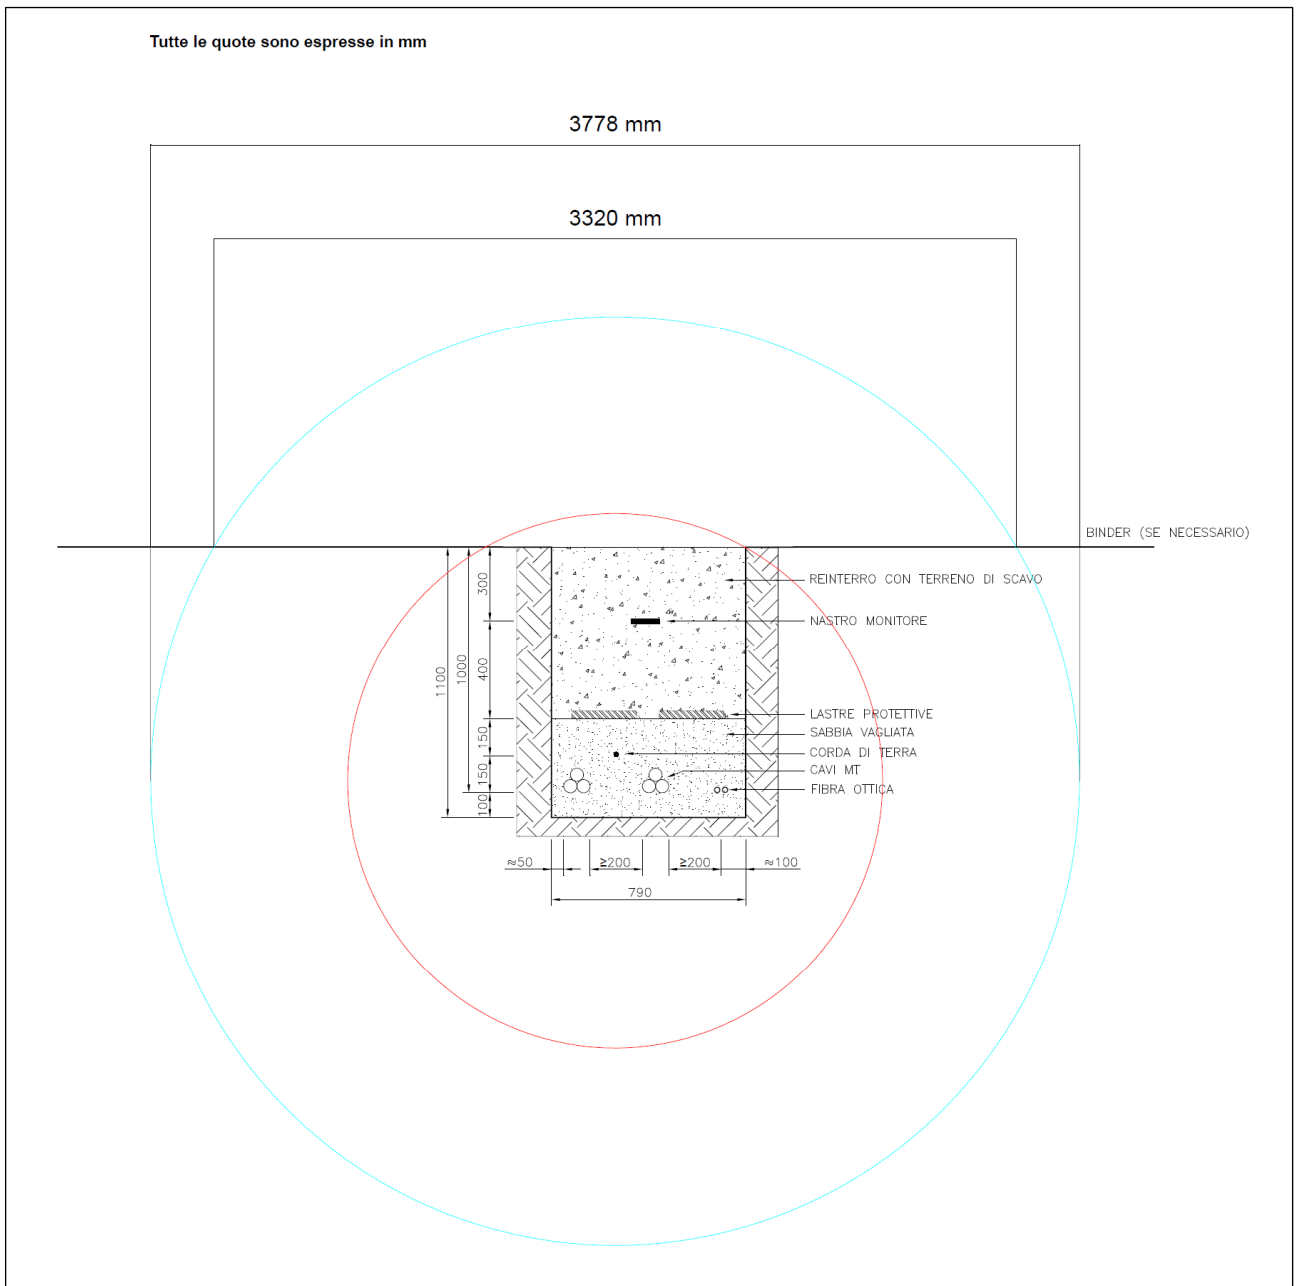 Tutte le quote sono espresse in mm
3778 mm
3320 mm
BINDER (SE NECESSARIO)
REINTERRO CON TERRENO DI SCAVO
NASTRO MONITORE
LASTRE PROTETTIVE
SABBIA VAGLIATA
CORDA DI TERRA
CAVI MT
FIBRA OTTICA
1100
1000
300
400
150
150
100
≈50
≥200
≥200
≈100
790